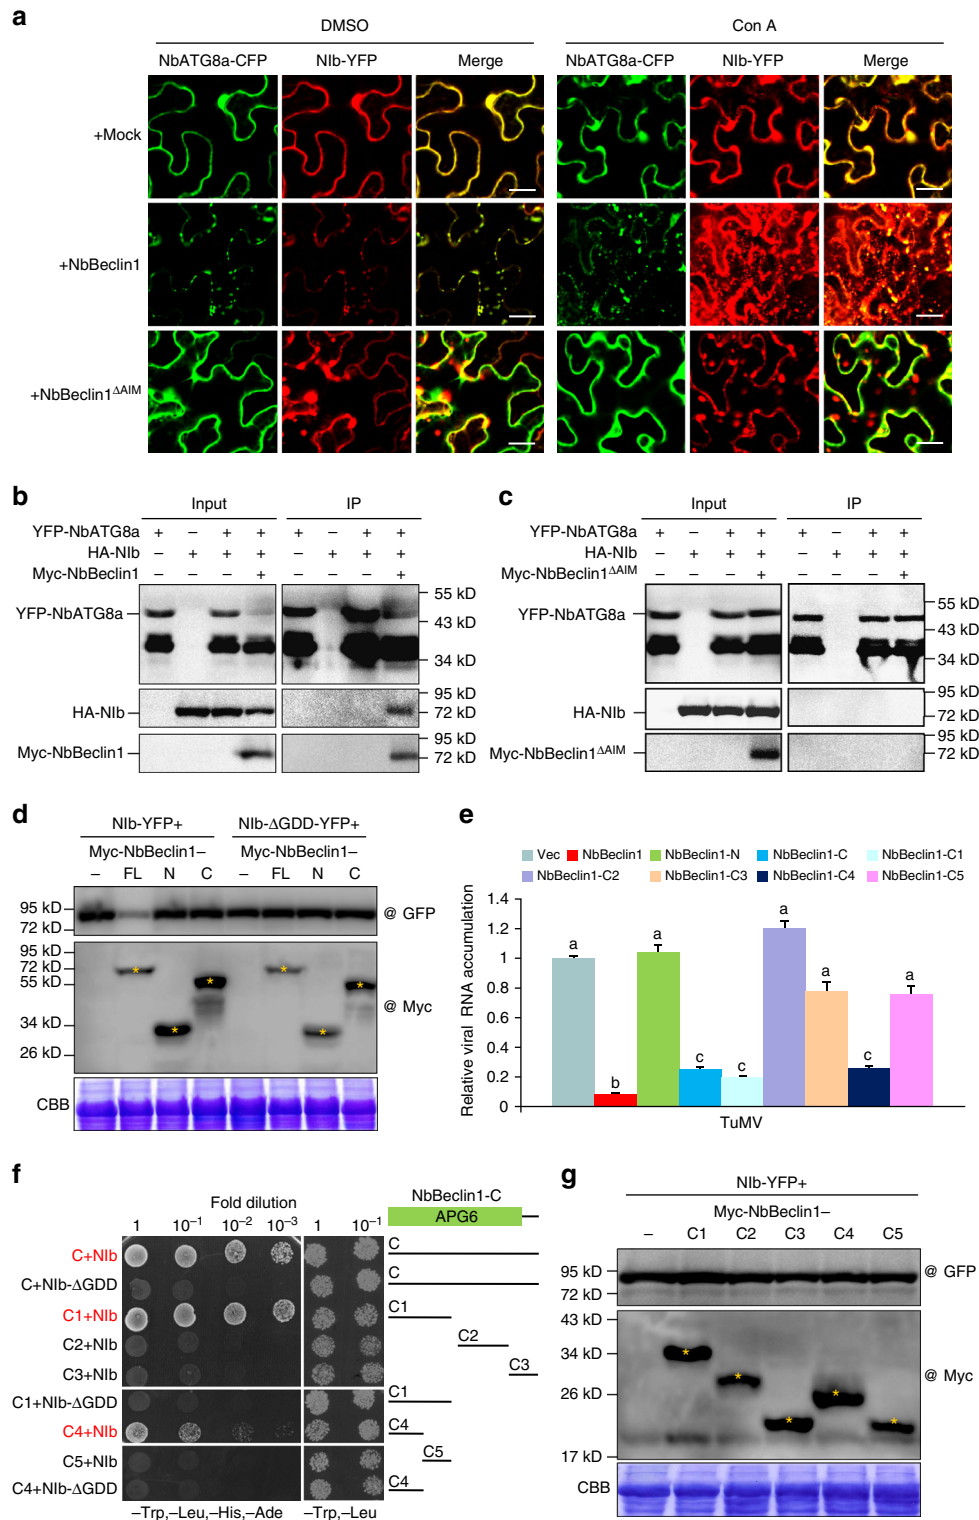 a
DMSO
Con A
NbATG8a-CFP NIb-YFP Merge NbATG8a-CFP NIb-YFP Merge
+Mock
+NbBeclin1
+NbBeclin1ΔAIM
b
Input IP
YFP-NbATG8a + – + + + – + +
HA-NIb – + + + – + + +
Myc-NbBeclin1 – – – + – – – +
YFP-NbATG8a
55 kD
43 kD
34 kD
HA-NIb
95 kD
72 kD
Myc-NbBeclin1
95 kD
72 kD
c
Input IP
YFP-NbATG8a + – + + + – + +
HA-NIb – + + + – + + +
Myc-NbBeclin1ΔAIM – – – + – – – +
YFP-NbATG8a
55 kD
43 kD
34 kD
HA-NIb
95 kD
72 kD
Myc-NbBeclin1ΔAIM
95 kD
72 kD
d
NIb-YFP+ NIb-ΔGDD-YFP+
Myc-NbBeclin1– Myc-NbBeclin1–
– FL N C – FL N C
95 kD
72 kD
@ GFP
95 kD
72 kD
55 kD
34 kD
26 kD
@ Myc
* * * * * *
CBB
e
Vec NbBeclin1 NbBeclin1-N NbBeclin1-C NbBeclin1-C1
NbBeclin1-C2 NbBeclin1-C3 NbBeclin1-C4 NbBeclin1-C5
Relative viral RNA accumulation
1.4
1.2
1
0.8
0.6
0.4
0.2
0
a b a c c a a c a
TuMV
f
Fold dilution
1 10–1 10–2 10–3 1 10–1
NbBeclin1-C
APG6
C+NIb C
C+NIb-ΔGDD C
C1+NIb C1
C2+NIb C2
C3+NIb C3
C1+NIb-ΔGDD C1
C4+NIb C4
C5+NIb C5
C4+NIb-ΔGDD C4
–Trp,–Leu,–His,–Ade –Trp,–Leu
g
NIb-YFP+
Myc-NbBeclin1–
– C1 C2 C3 C4 C5
95 kD
72 kD
@ GFP
43 kD
34 kD
26 kD
17 kD
@ Myc
* * * * *
CBB